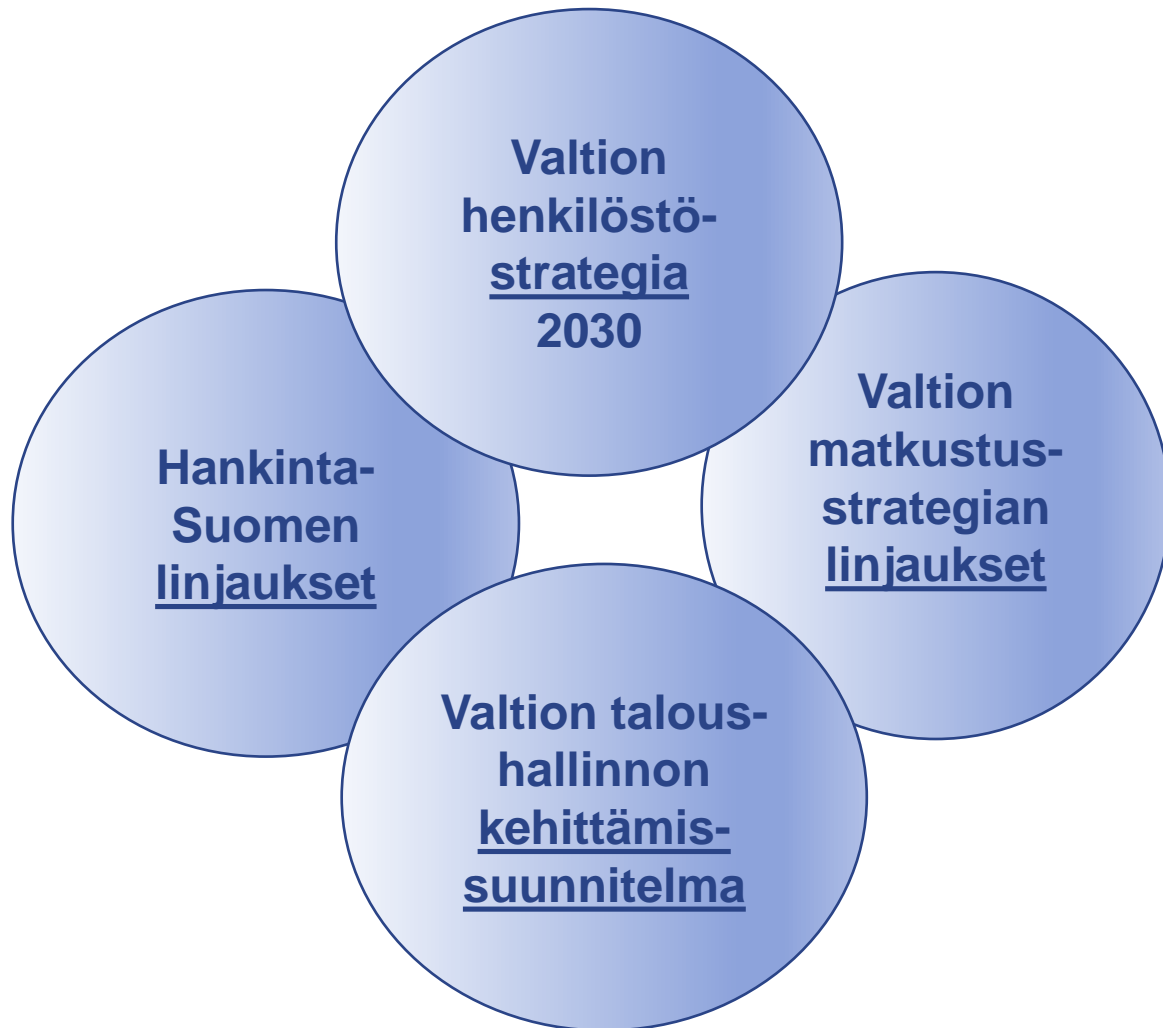 Valtion
henkilöstö-
strategia
2030
Hankinta-
Suomen
linjaukset
Valtion
matkustus-
strategian
linjaukset
Valtion talous-
hallinnon
kehittämis-
suunnitelma